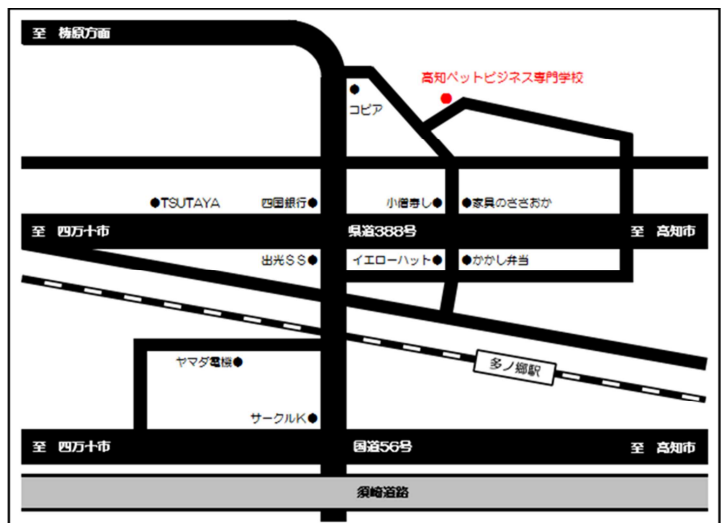 至 梼原方面
高知ペットビジネス専門学校
コピア
●TSUTAYA
四国銀行●
小僧寿し●
●家具のささおか
至 四万十市
県道388号
至 高知市
出光ＳＳ●
イエローハット●
●かかし弁当
ヤマダ電機●
多ノ郷駅
サークルＫ●
至 四万十市
国道56号
至 高知市
須崎道路